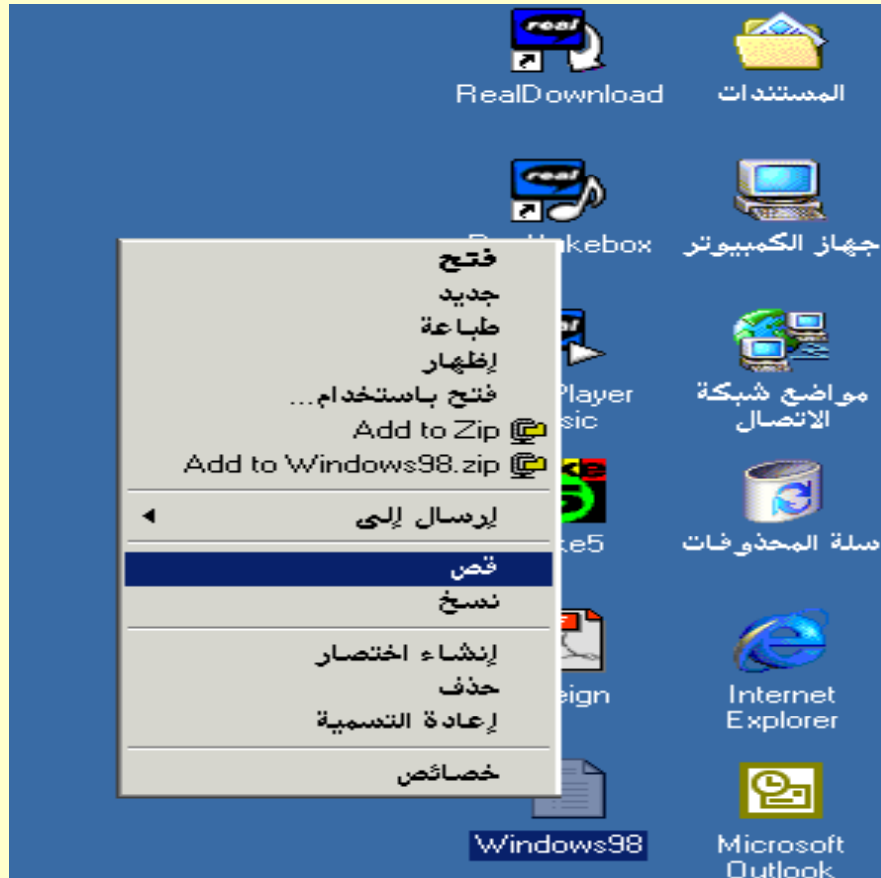 المستندات
RealDownload
جهاز الكمبيوتر
kebox
مواضع شبكة
الاتصال
Player
sic
سلة المحذوفات
ke5
Internet
Explorer
ign
Microsoft
Outlook
Windows98
فتح
جديد
طباعة
إظهار
فتح باستخدام...
Add to Zip
Add to Windows98.zip
إرسال إلى
قص
نسخ
إنشاء اختصار
حذف
إعادة التسمية
خصائص